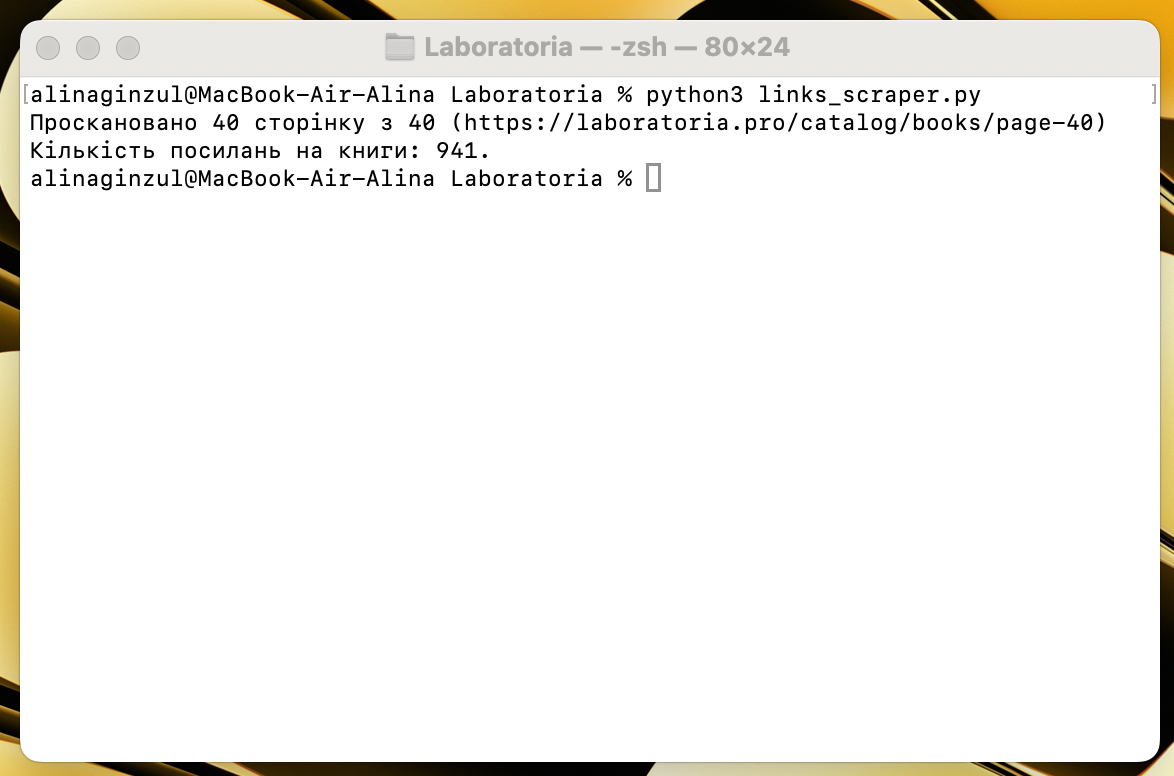 Laboratoria — -zsh — 80×24
[alinaginzul@MacBook-Air-Alina Laboratoria % python3 links_scraper.py ]
Проскановано 40 сторінку з 40 (https://laboratoria.pro/catalog/books/page-40)
Кількість посилань на книги: 941.
alinaginzul@MacBook-Air-Alina Laboratoria %